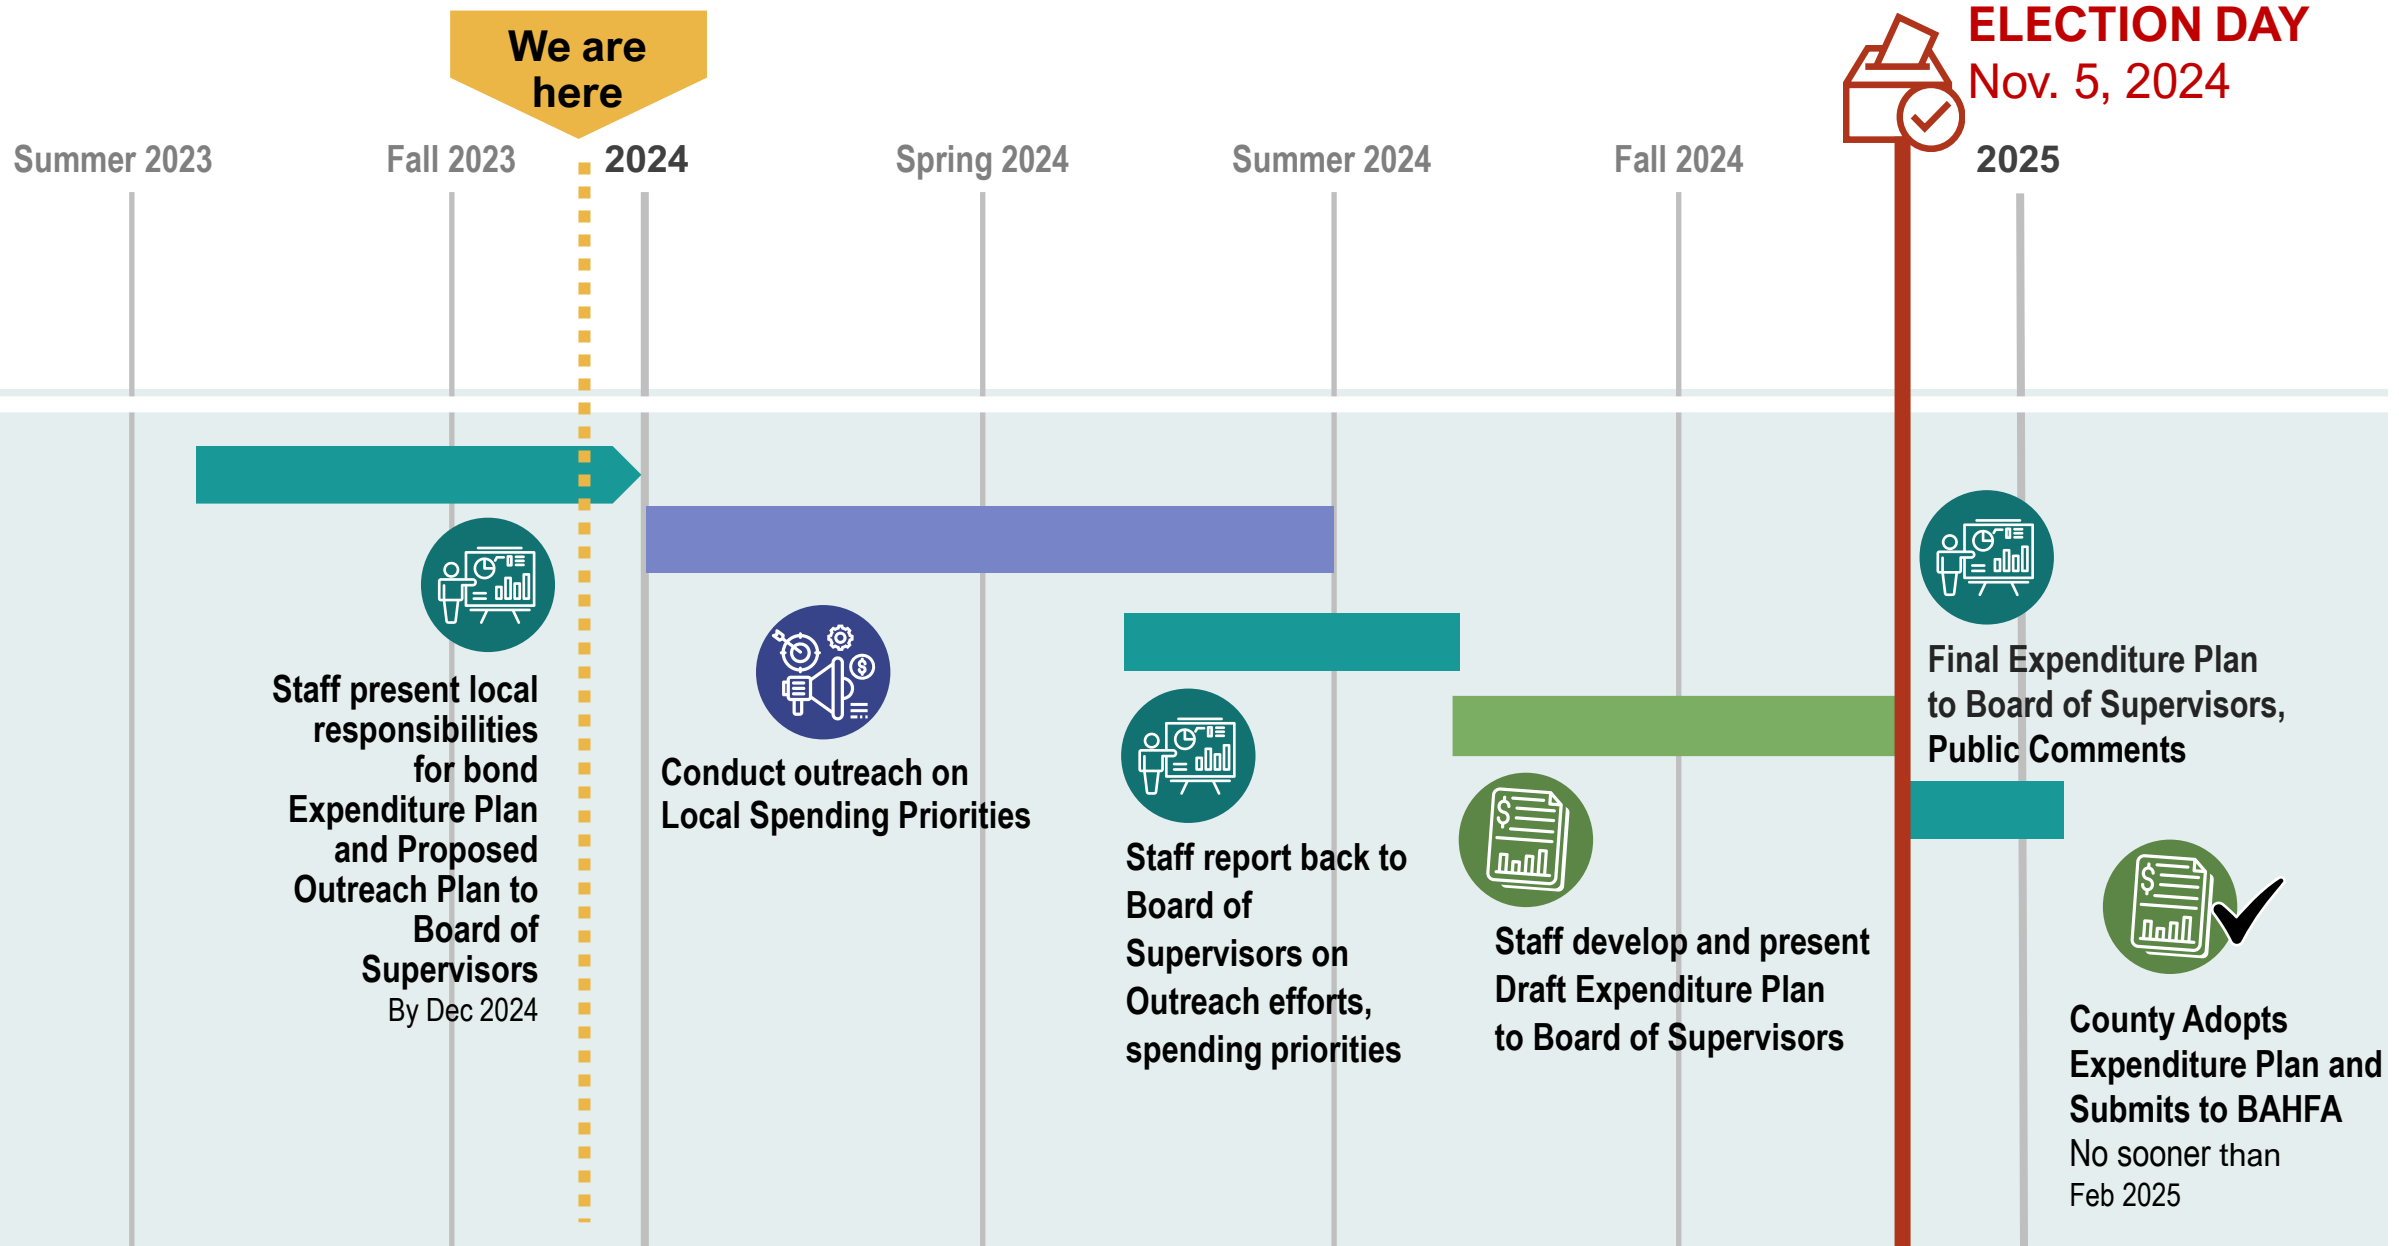 We are
here
ELECTION DAY
Nov. 5, 2024
Summer 2023
Fall 2023
2024
Spring 2024
Summer 2024
Fall 2024
2025
Staff present local
responsibilities
for bond
Expenditure Plan
and Proposed
Outreach Plan to
Board of
Supervisors
By Dec 2024
Conduct outreach on
Local Spending Priorities
Staff report back to
Board of
Supervisors on
Outreach efforts,
spending priorities
$
Staff develop and present
Draft Expenditure Plan
to Board of Supervisors
Final Expenditure Plan
to Board of Supervisors,
Public Comments
$
County Adopts
Expenditure Plan and
Submits to BAHFA
No sooner than
Feb 2025